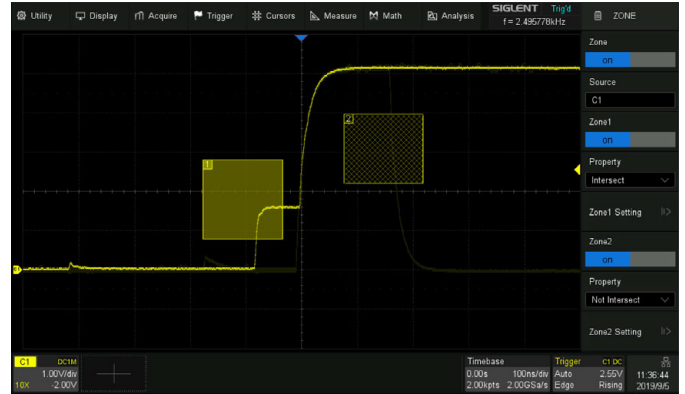 Utility Display Acquire Trigger Cursors Measure Math Analysis SIGLENT Trig'd ZONE
f = 2.495778kHz
Zone
on
Source
C1
Zone1
on
Property
Intersect
Zone1 Setting
Zone2
on
Property
Not Intersect
Zone2 Setting
1
2
C1 DC1M
1.00V/div
10X -2.00V
Timebase
0.00s 100ns/div
2.00kpts 2.00GSa/s
Trigger C1 DC
Auto 2.55V
Edge Rising
11:36:44
2019/9/5